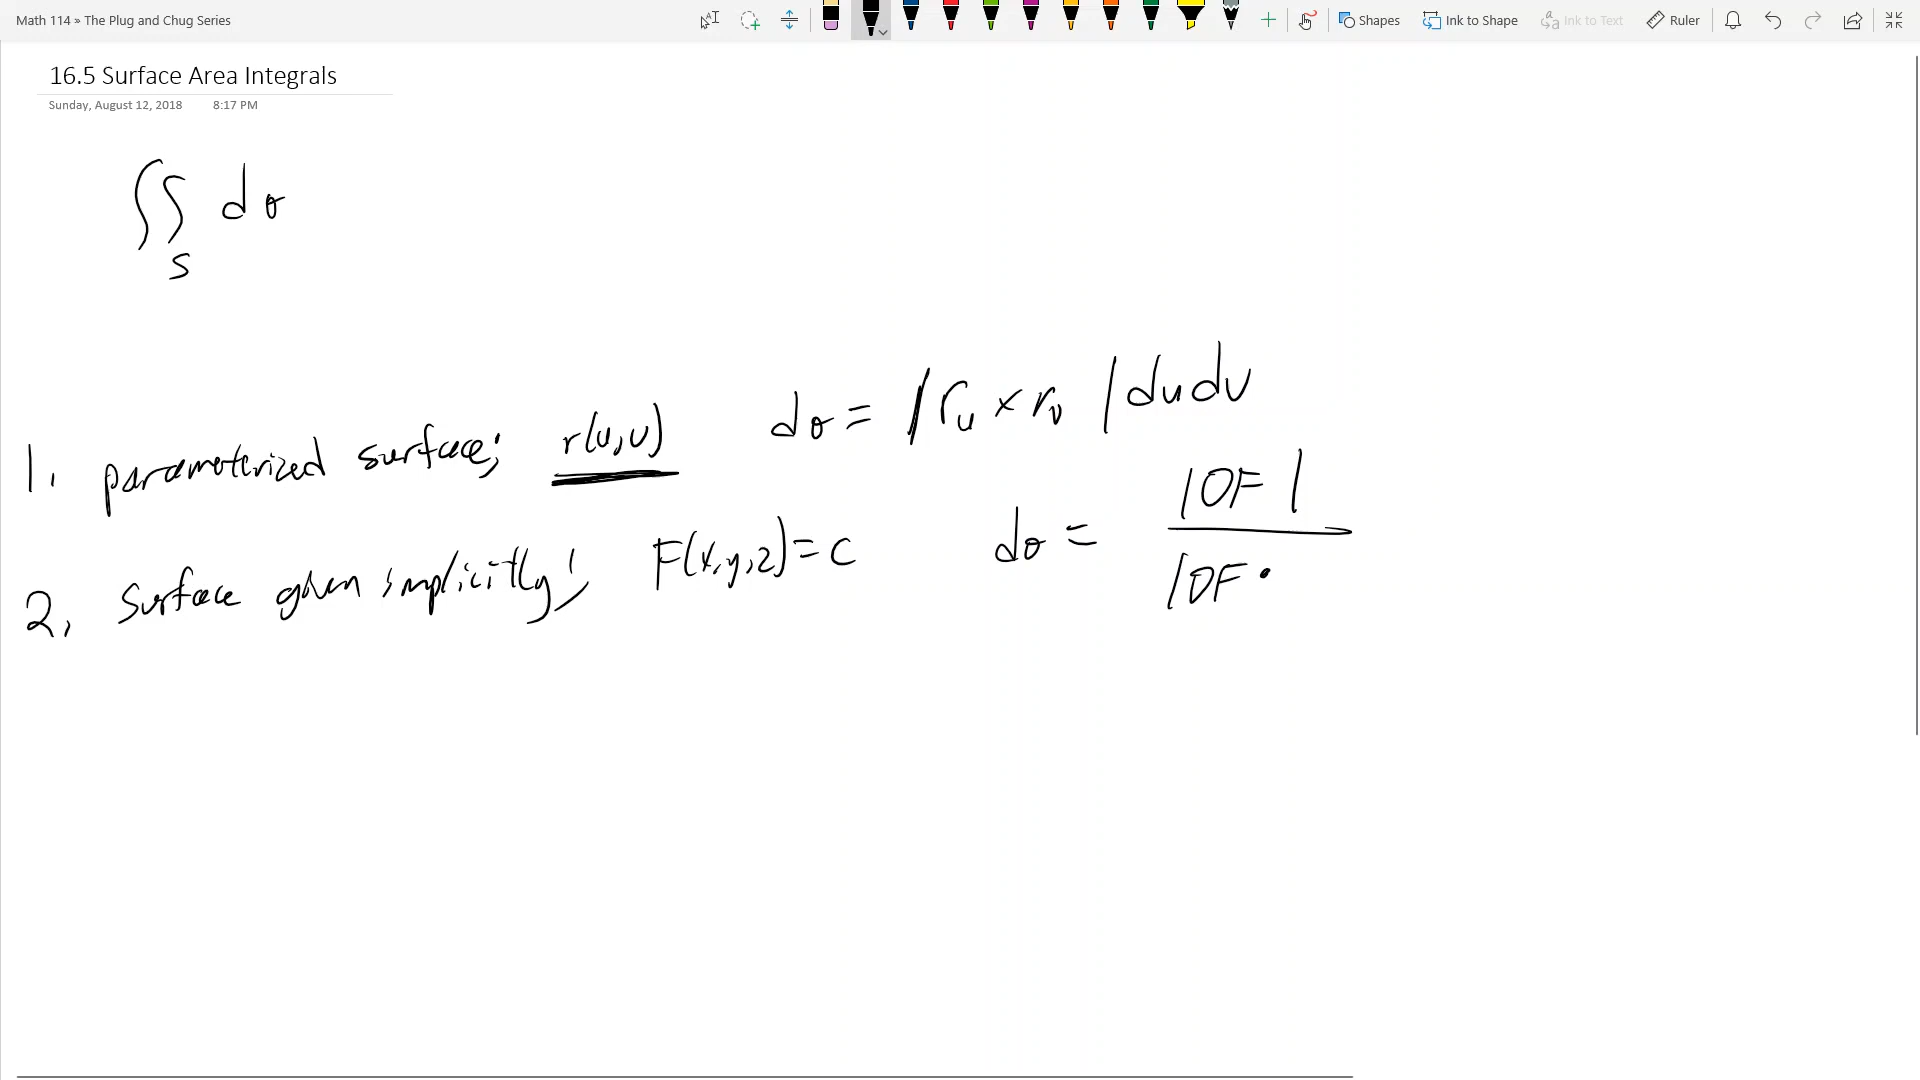 Math 114 » The Plug and Chug Series
Shapes Ink to Shape Ink to Text Ruler
16.5 Surface Area Integrals
Sunday, August 12, 2018 8:17 PM
∬ dσ
S
1. parameterized surface; r(u,v) dσ = |r_u × r_v| du dv
2. Surface given implicitly; F(x,y,z)=c dσ = |∇F| / |∇F •